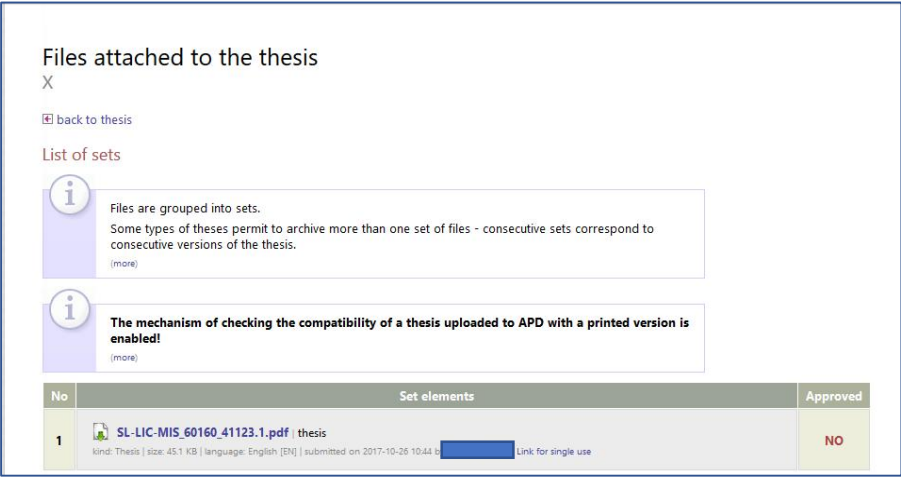 Files attached to the thesis
X
back to thesis
List of sets
Files are grouped into sets.
Some types of theses permit to archive more than one set of files - consecutive sets correspond to
consecutive versions of the thesis.
(more)
The mechanism of checking the compatibility of a thesis uploaded to APD with a printed version is
enabled!
(more)
No Set elements Approved
1 SL-LIC-MIS_60160_41123.1.pdf | thesis NO
kind: Thesis | size: 45.1 KB | language: English [EN] | submitted on 2017-10-26 10:44 b Link for single use